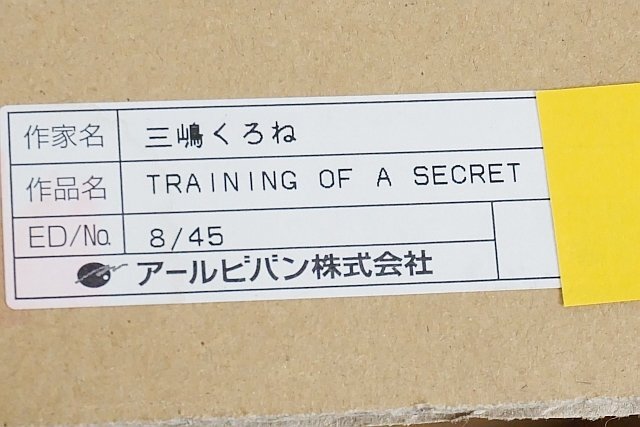 作家名 三嶋くろね
作品名 TRAINING OF A SECRET
ED/No. 8/45
アールビバン株式会社